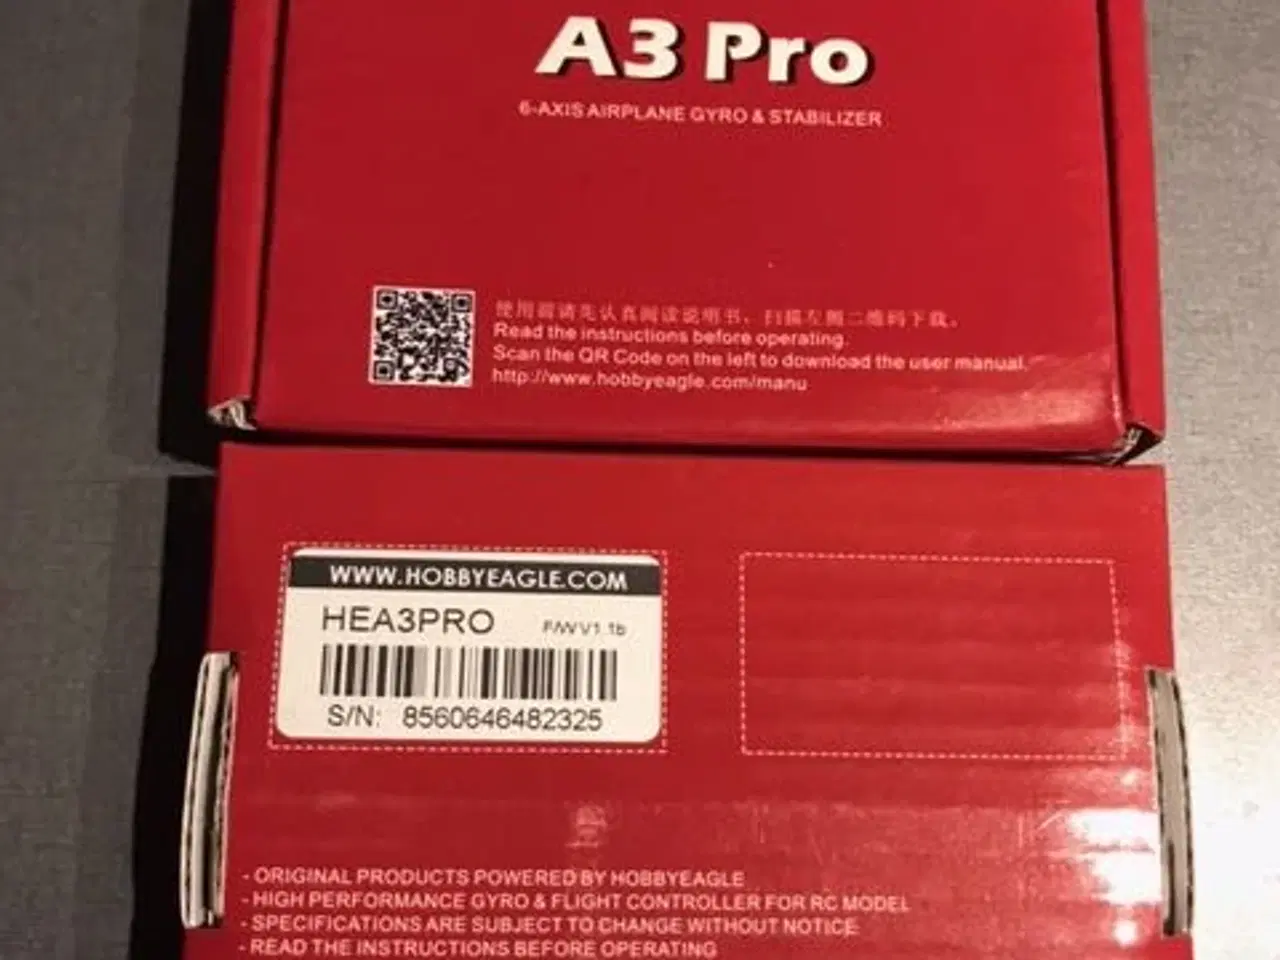 A3 Pro
6-AXIS AIRPLANE GYRO & STABILIZER
使用前请先认真阅读说明书，扫描左侧二维码下载。
Read the instructions before operating.
Scan the QR Code on the left to download the user manual.
http://www.hobbyeagle.com/manu
WWW.HOBBYEAGLE.COM
HEA3PRO F/W V1.1b
S/N: 8560646482325
- ORIGINAL PRODUCTS POWERED BY HOBBYEAGLE
- HIGH PERFORMANCE GYRO & FLIGHT CONTROLLER FOR RC MODEL
- SPECIFICATIONS ARE SUBJECT TO CHANGE WITHOUT NOTICE
- READ THE INSTRUCTIONS BEFORE OPERATING